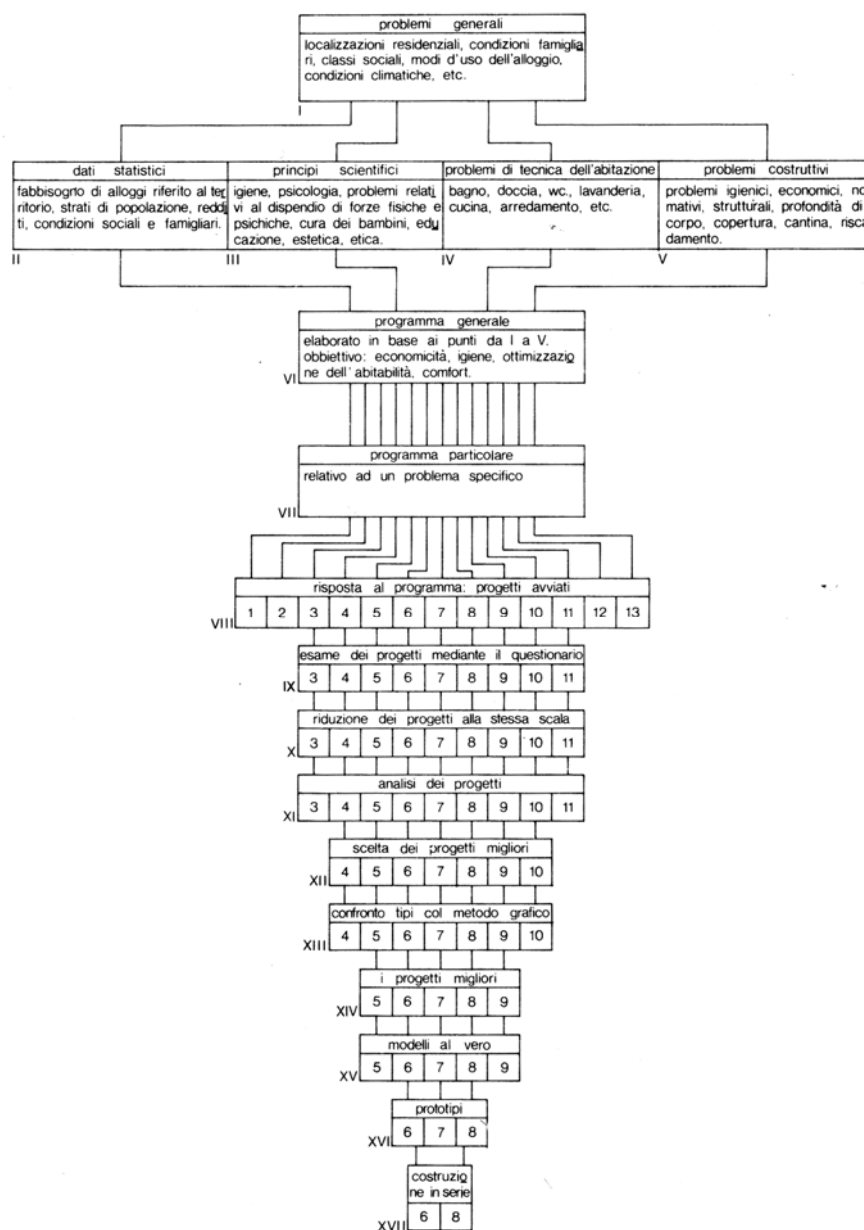 problemi generali
localizzazioni residenziali, condizioni famiglia
ri, classi sociali, modi d'uso dell'alloggio,
condizioni climatiche, etc.
I
dati statistici
fabbisogno di alloggi riferito al ter
ritorio, strati di popolazione, reddi
ti, condizioni sociali e famigliari.
II
principi scientifici
igiene, psicologia, problemi relati
vi al dispendio di forze fisiche e
psichiche, cura dei bambini, edu
cazione, estetica, etica.
III
problemi di tecnica dell'abitazione
bagno, doccia, wc., lavanderia,
cucina, arredamento, etc.
IV
problemi costruttivi
problemi igienici, economici, no
mativi, strutturali, profondità di
corpo, copertura, cantina, risca
damento.
V
programma generale
elaborato in base ai punti da I a V.
obbiettivo: economicità, igiene, ottimizzazio
ne dell'abitabilità, comfort.
VI
programma particolare
relativo ad un problema specifico
VII
risposta al programma: progetti avviati
VIII 1 2 3 4 5 6 7 8 9 10 11 12 13
esame dei progetti mediante il questionario
IX 3 4 5 6 7 8 9 10 11
riduzione dei progetti alla stessa scala
X 3 4 5 6 7 8 9 10 11
analisi dei progetti
XI 3 4 5 6 7 8 9 10 11
scelta dei progetti migliori
XII 4 5 6 7 8 9 10
confronto tipi col metodo grafico
XIII 4 5 6 7 8 9 10
i progetti migliori
XIV 5 6 7 8 9
modelli al vero
XV 5 6 7 8 9
prototipi
XVI 6 7 8
costruzio
ne in serie
XVII 6 8